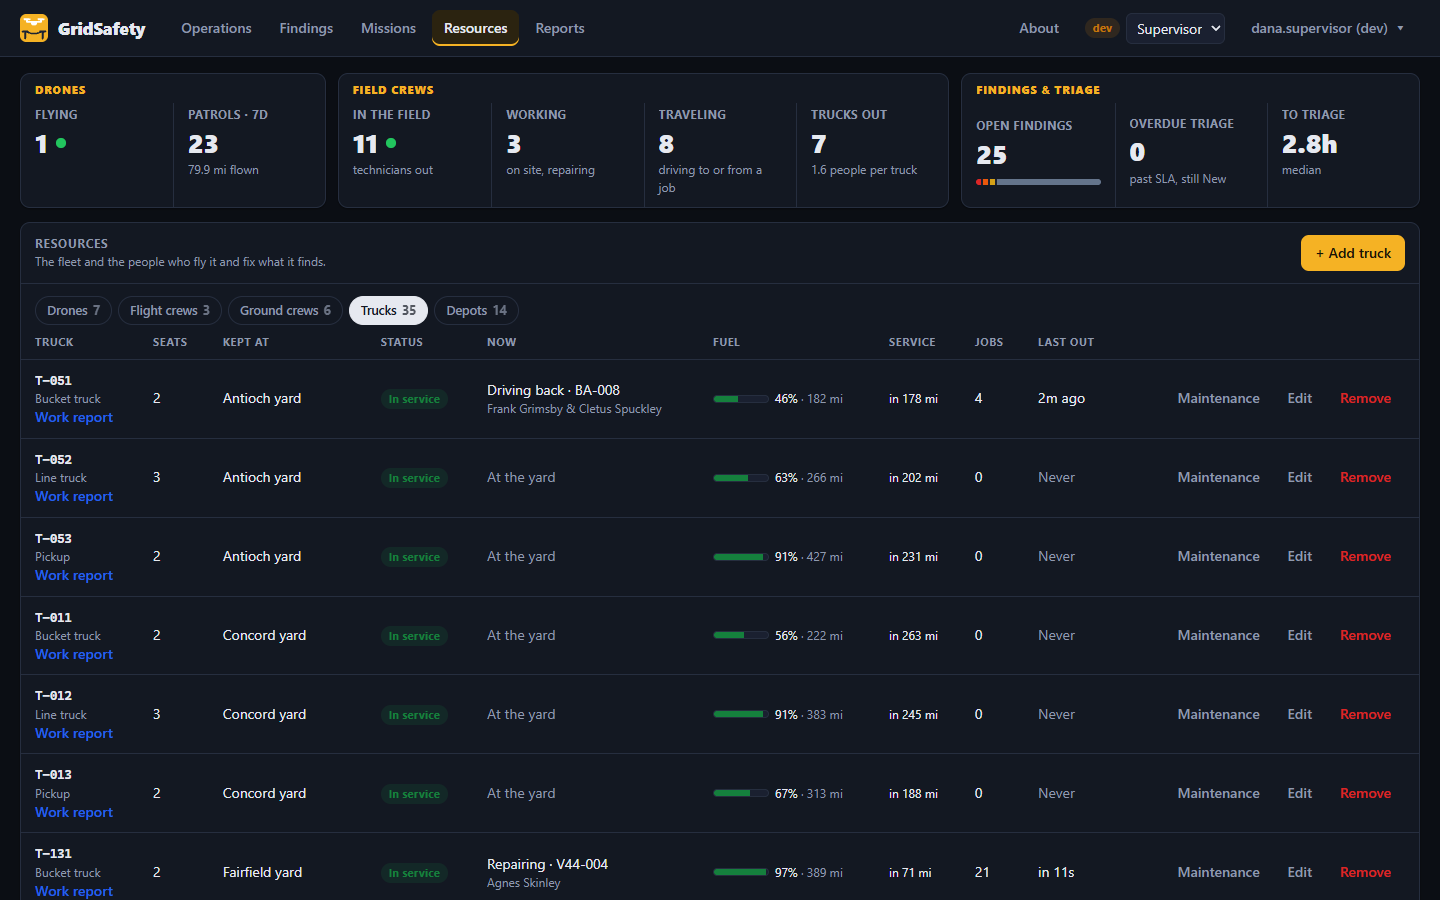 GridSafety Operations Findings Missions Resources Reports About dev Supervisor dana.supervisor (dev)
DRONES
FLYING
1
PATROLS · 7D
23
79.9 mi flown
FIELD CREWS
IN THE FIELD
11
technicians out
WORKING
3
on site, repairing
TRAVELING
8
driving to or from a
job
TRUCKS OUT
7
1.6 people per truck
FINDINGS & TRIAGE
OPEN FINDINGS
25
OVERDUE TRIAGE
0
past SLA, still New
TO TRIAGE
2.8h
median
RESOURCES
The fleet and the people who fly it and fix what it finds.
+ Add truck
Drones 7 Flight crews 3 Ground crews 6 Trucks 35 Depots 14
TRUCK SEATS KEPT AT STATUS NOW FUEL SERVICE JOBS LAST OUT
T-051
Bucket truck
Work report
2 Antioch yard In service
Driving back · BA-008
Frank Grimsby & Cletus Spuckley
46% · 182 mi in 178 mi 4 2m ago Maintenance Edit Remove
T-052
Line truck
Work report
3 Antioch yard In service At the yard 63% · 266 mi in 202 mi 0 Never Maintenance Edit Remove
T-053
Pickup
Work report
2 Antioch yard In service At the yard 91% · 427 mi in 231 mi 0 Never Maintenance Edit Remove
T-011
Bucket truck
Work report
2 Concord yard In service At the yard 56% · 222 mi in 263 mi 0 Never Maintenance Edit Remove
T-012
Line truck
Work report
3 Concord yard In service At the yard 91% · 383 mi in 245 mi 0 Never Maintenance Edit Remove
T-013
Pickup
Work report
2 Concord yard In service At the yard 67% · 313 mi in 188 mi 0 Never Maintenance Edit Remove
T-131
Bucket truck
Work report
2 Fairfield yard In service
Repairing · V44-004
Agnes Skinley
97% · 389 mi in 71 mi 21 in 11s Maintenance Edit Remove